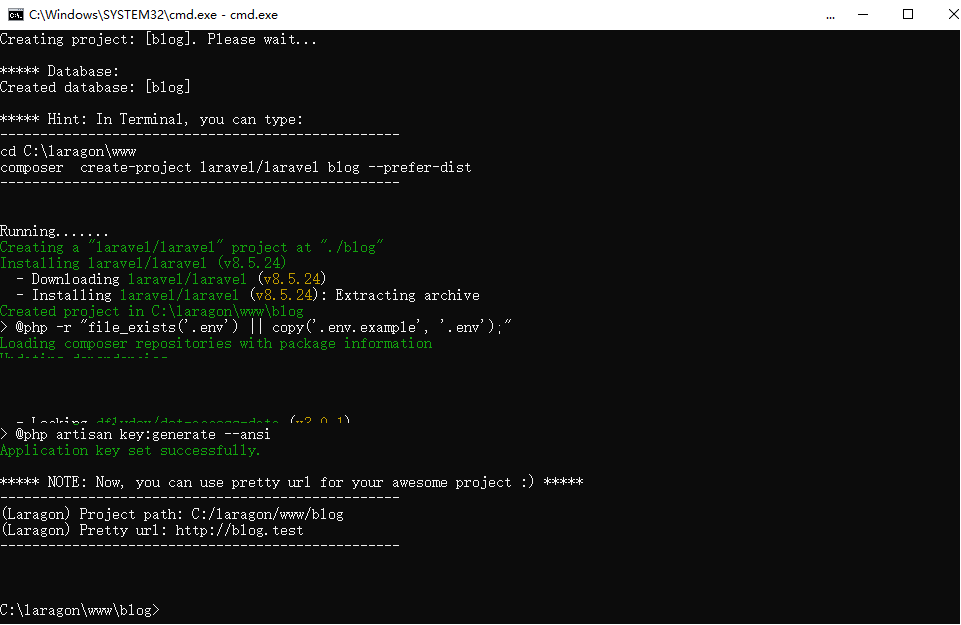 C:\Windows\SYSTEM32\cmd.exe - cmd.exe
Creating project: [blog]. Please wait...
***** Database:
Created database: [blog]
***** Hint: In Terminal, you can type:
--------------------------------------------------
cd C:\laragon\www
composer  create-project laravel/laravel blog --prefer-dist
--------------------------------------------------
Running.......
Creating a "laravel/laravel" project at "./blog"
Installing laravel/laravel (v8.5.24)
  - Downloading laravel/laravel (v8.5.24)
  - Installing laravel/laravel (v8.5.24): Extracting archive
Created project in C:\laragon\www\blog
> @php -r "file_exists('.env') || copy('.env.example', '.env');"
Loading composer repositories with package information
Updating dependencies
  - Locking dflydev/dot-access-data (v3.0.1)
> @php artisan key:generate --ansi
Application key set successfully.
***** NOTE: Now, you can use pretty url for your awesome project :) *****
--------------------------------------------------
(Laragon) Project path: C:/laragon/www/blog
(Laragon) Pretty url: http://blog.test
--------------------------------------------------
C:\laragon\www\blog>